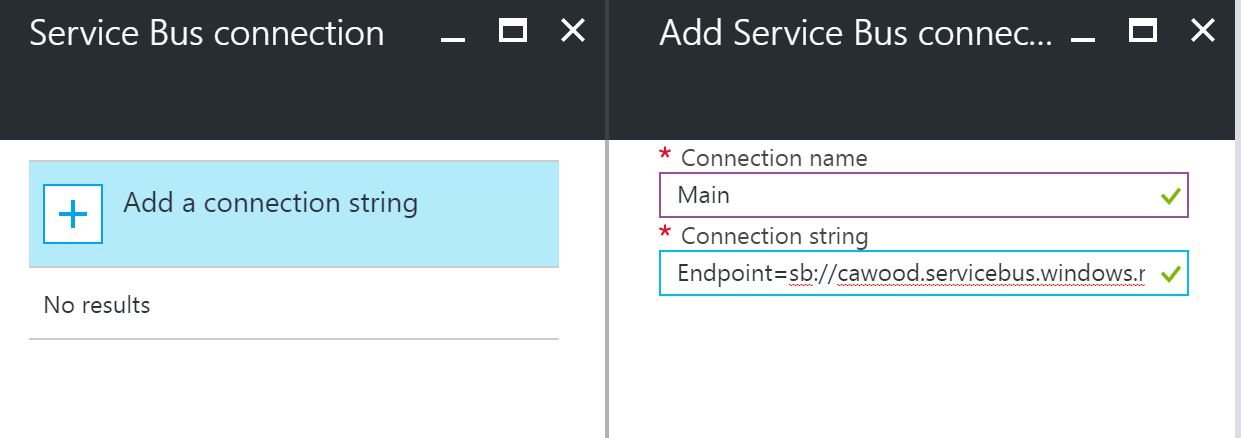 Service Bus connection
Add a connection string
No results
Add Service Bus connec...
* Connection name
Main
* Connection string
Endpoint=sb://cawood.servicebus.windows.